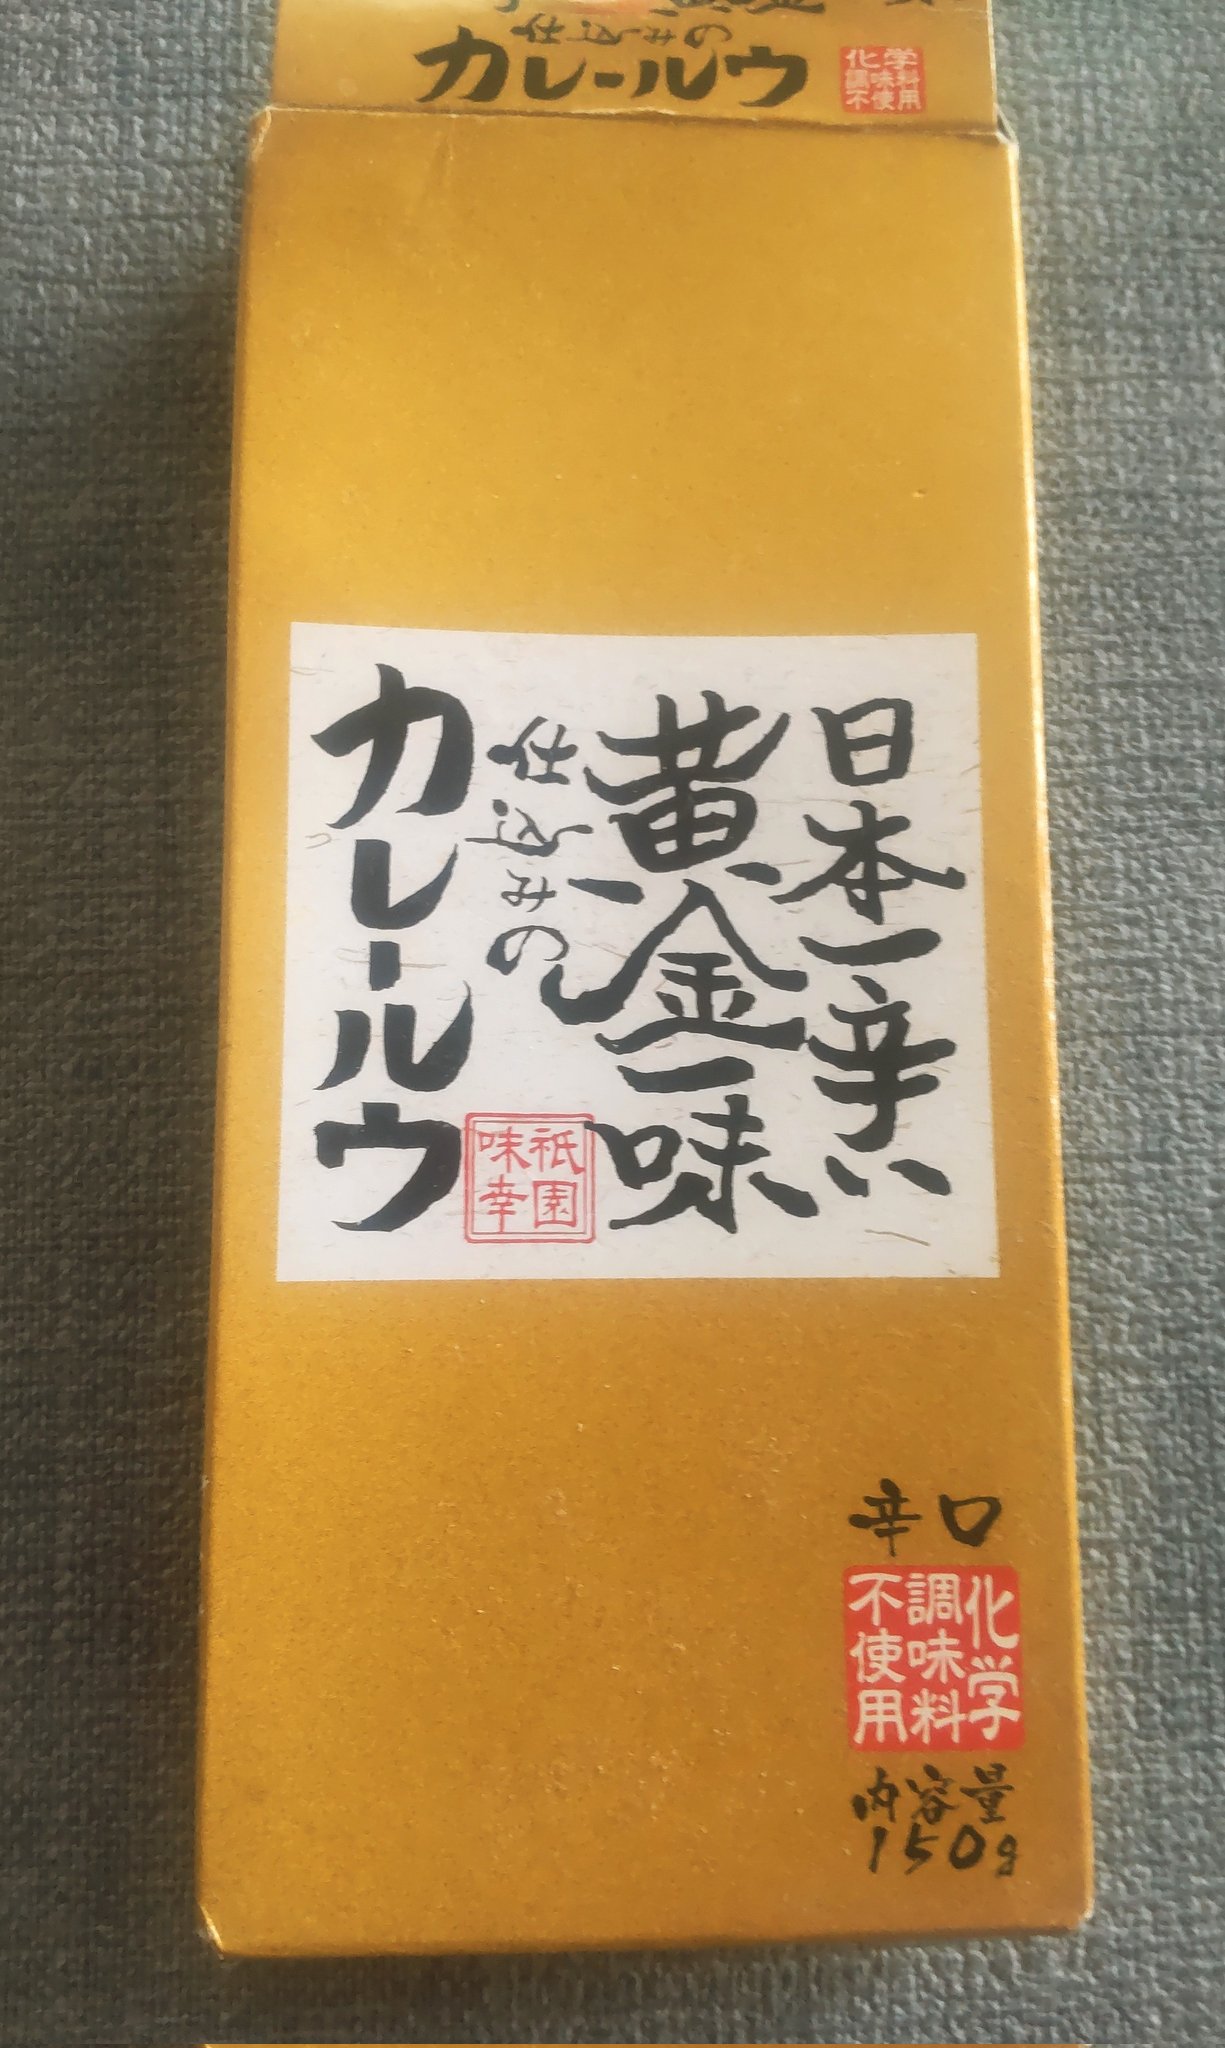 仕込みの
カレールウ
化学
調味料
不使用
日本一辛い
黄金一味
仕込みの
カレールウ
祇園
味幸
辛口
化学
調味料
不使用
内容量
150g